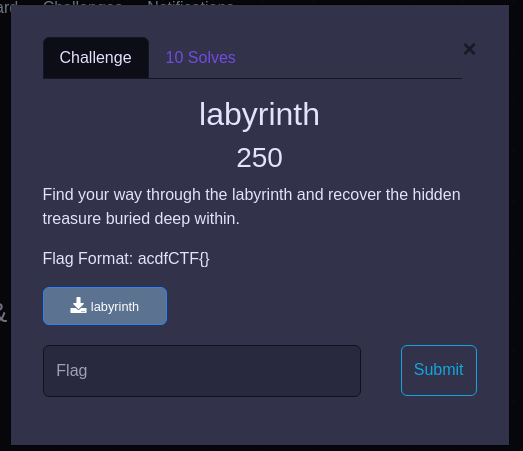 Challenges Notifications
Challenge 10 Solves ×
labyrinth
250
Find your way through the labyrinth and recover the hidden
treasure buried deep within.
Flag Format: acdfCTF{}
labyrinth
Flag Submit